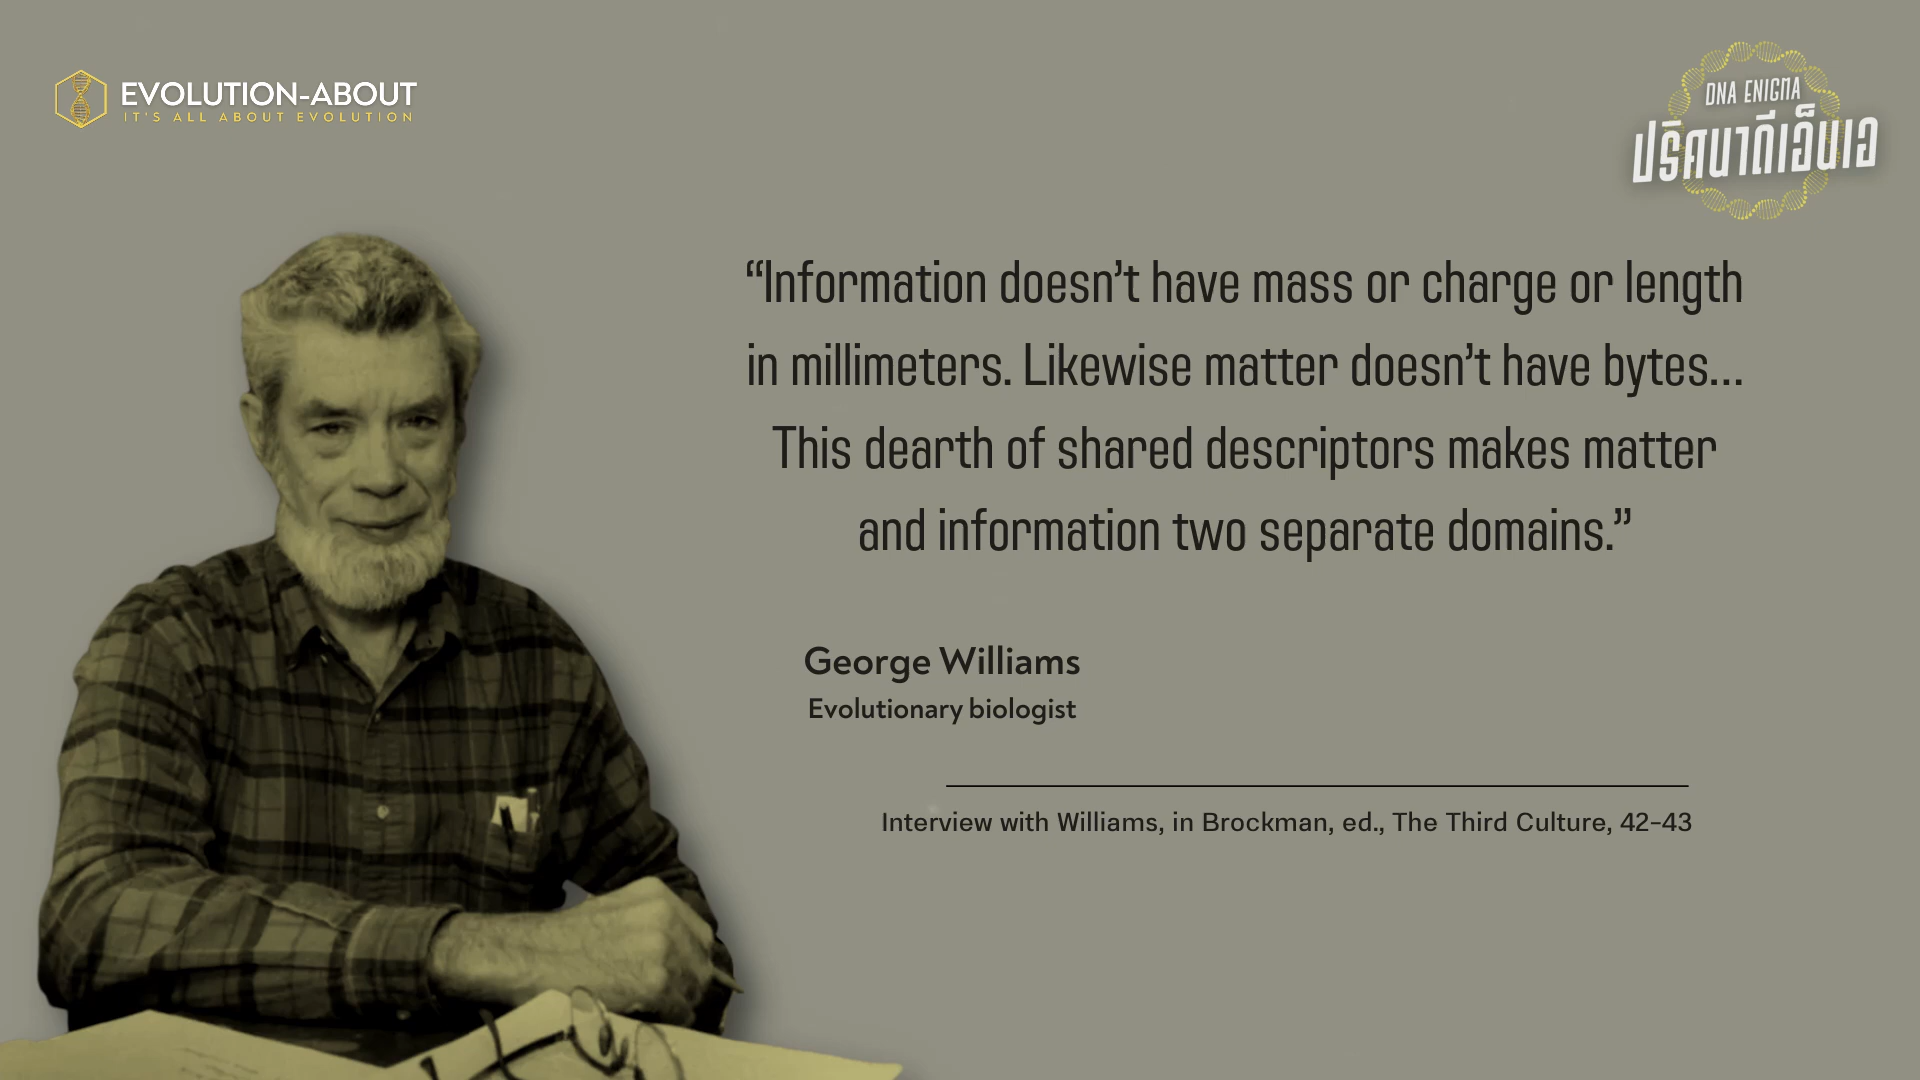 EVOLUTION-ABOUT
IT'S ALL ABOUT EVOLUTION
DNA ENIGMA
ปริศนาดีเอ็นเอ
“Information doesn’t have mass or charge or length
in millimeters. Likewise matter doesn’t have bytes...
This dearth of shared descriptors makes matter
and information two separate domains.”
George Williams
Evolutionary biologist
Interview with Williams, in Brockman, ed., The Third Culture, 42-43